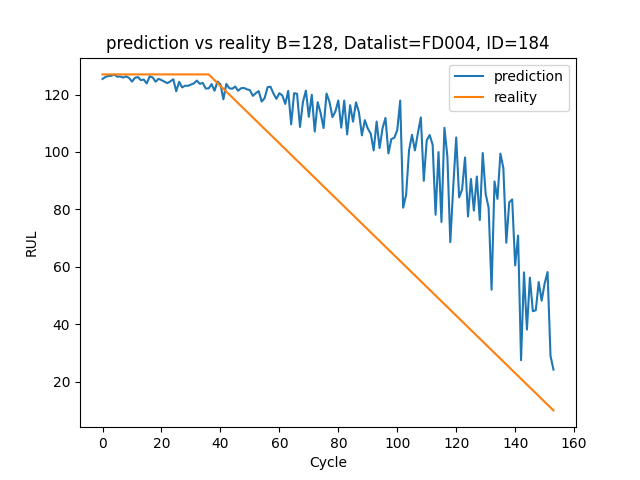 prediction vs reality B=128, Datalist=FD004, ID=184
prediction
reality
120
100
80
60
40
20
RUL
0 20 40 60 80 100 120 140 160
Cycle